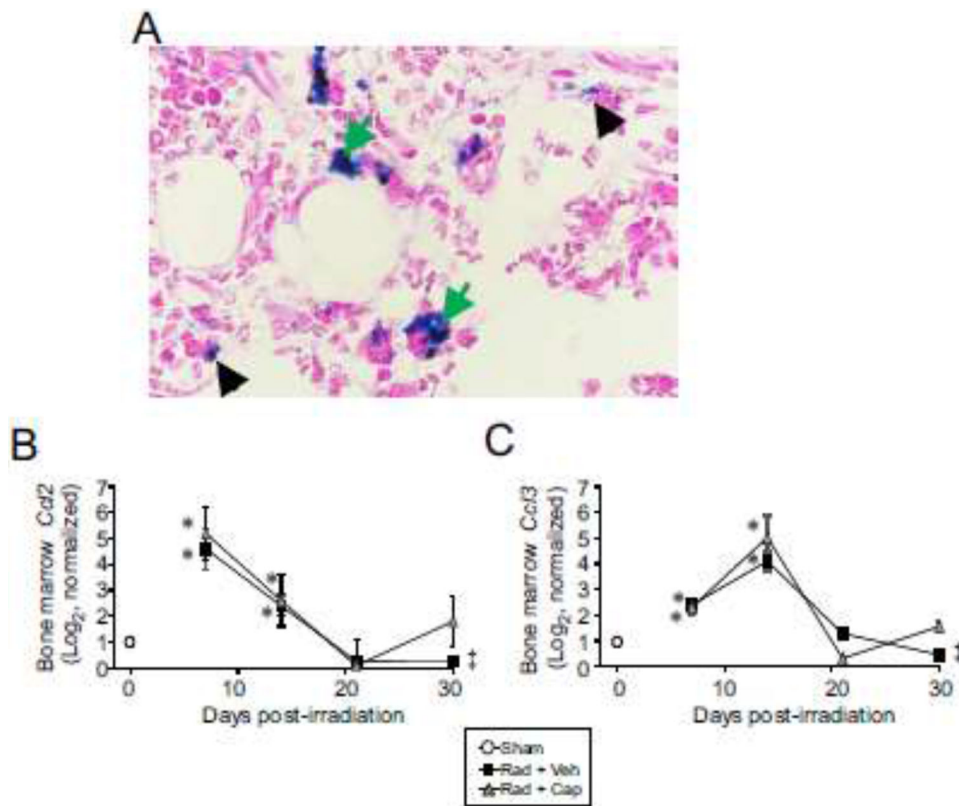 A
B
Bone marrow Ccl2
(Log2, normalized)
7
6
5
4
3
2
1
0
*
*
*
*
‡
0
10
20
30
Days post-irradiation
C
Bone marrow Ccl3
(Log2, normalized)
7
6
5
4
3
2
1
0
*
*
*
*
‡
0
10
20
30
Days post-irradiation
Sham
Rad + Veh
Rad + Cap